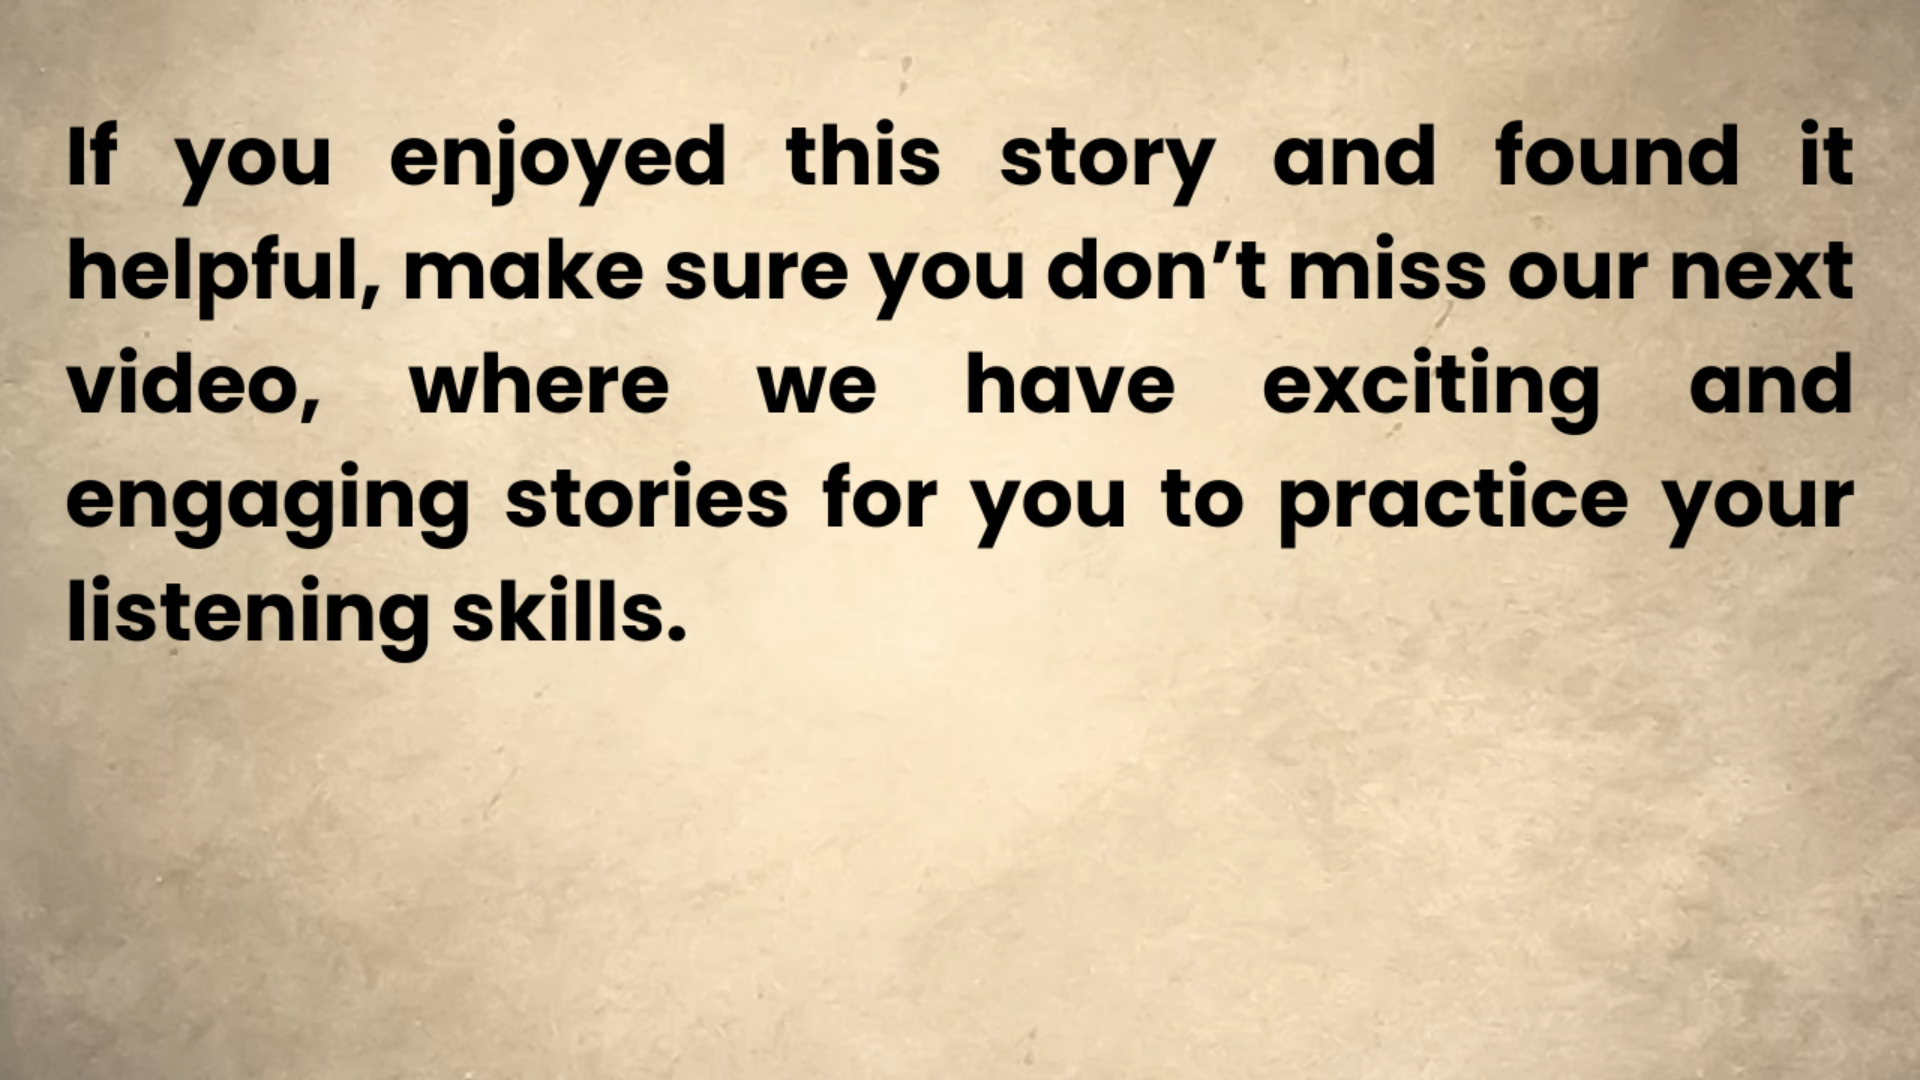 If you enjoyed this story and found it
helpful, make sure you don’t miss our next
video, where we have exciting and
engaging stories for you to practice your
listening skills.